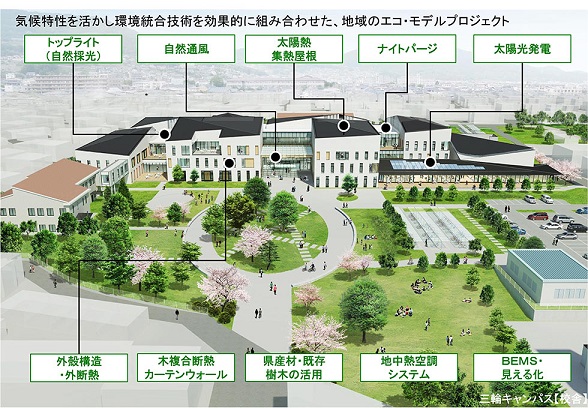 気候特性を活かし環境統合技術を効果的に組み合わせた、地域のエコ・モデルプロジェクト
トップライト
（自然採光）
自然通風
太陽熱
集熱屋根
ナイトパージ
太陽光発電
外殻構造
・外断熱
木複合断熱
カーテンウォール
県産材・既存
樹木の活用
地中熱空調
システム
BEMS・
見える化
三輪キャンパス【校舎】